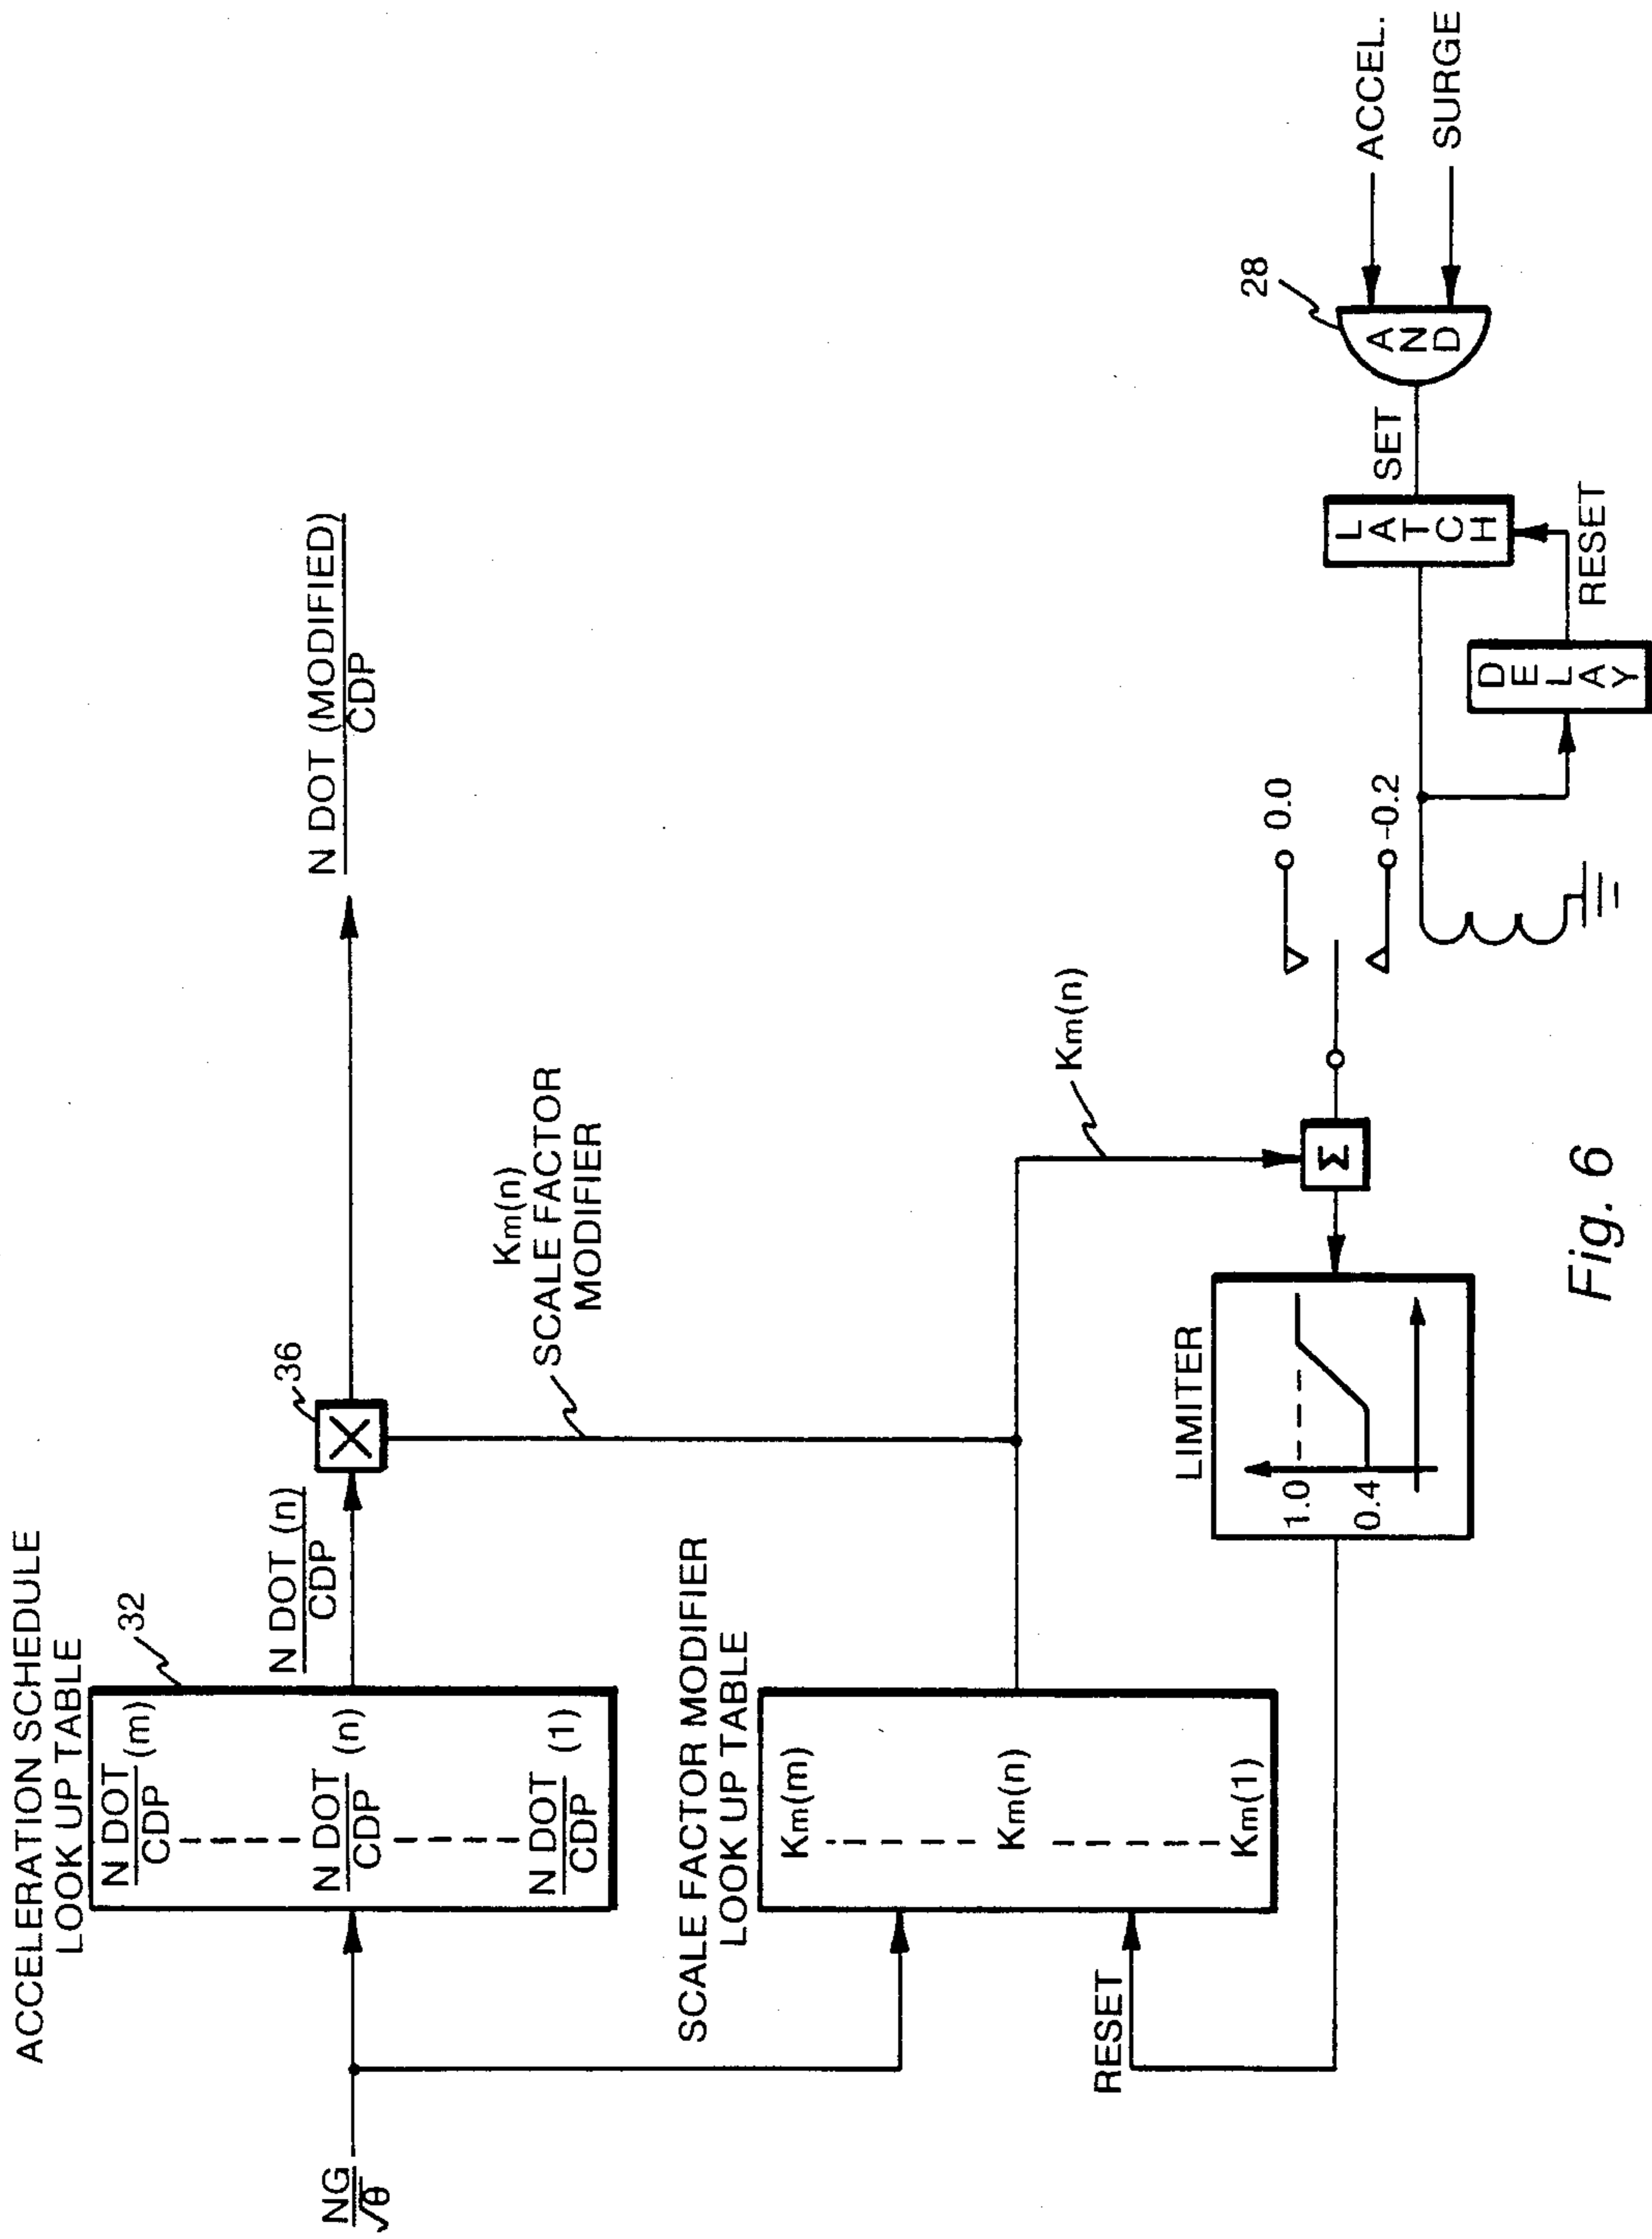 ACCELERATION SCHEDULE
LOOK UP TABLE
32
N DOT (m)
CDP
N DOT (n)
CDP
N DOT (1)
CDP
NG
√θ
N DOT (n)
CDP
36
X
N DOT (MODIFIED)
CDP
Km(n)
SCALE FACTOR
MODIFIER
SCALE FACTOR MODIFIER
LOOK UP TABLE
Km(m)
Km(n)
Km(1)
RESET
LIMITER
1.0
0.4
Km(n)
Σ
0.0
-0.2
DELAY
RESET
LATCH
SET
AND
28
ACCEL.
SURGE
Fig. 6